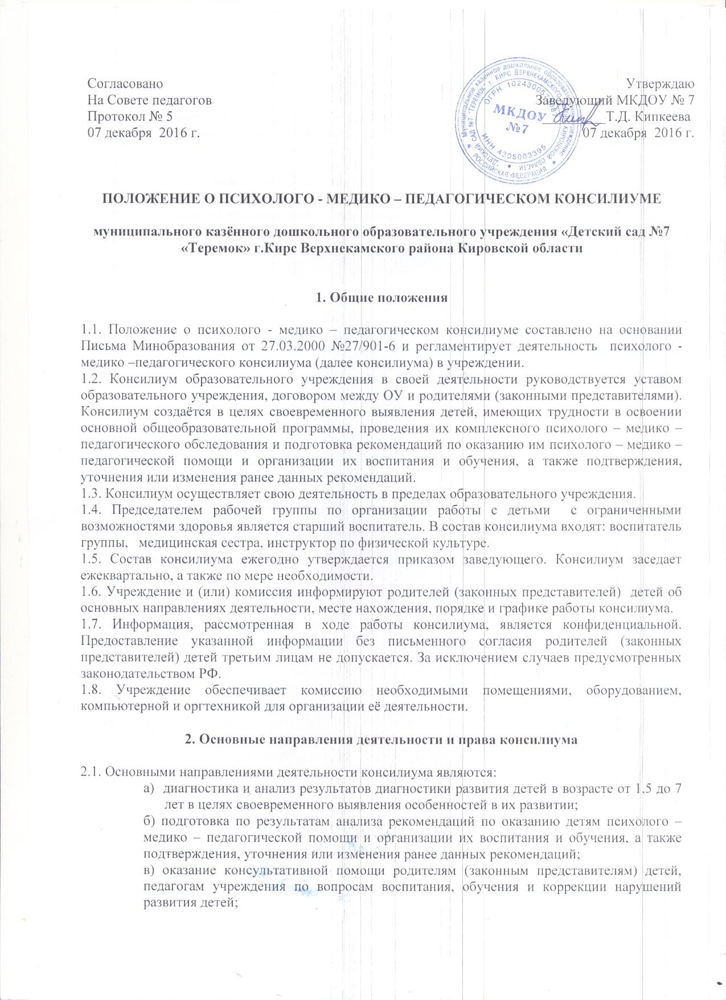 Согласовано
Утверждаю
На Совете педагогов
Заведующий МКДОУ № 7
Протокол № 5
Т.Д. Кипкеева
07 декабря 2016 г.
07 декабря 2016 г.
МКДОУ
№7
ИНН 4305003395
РОССИЙСКАЯ ФЕДЕРАЦИЯ
ПОЛОЖЕНИЕ О ПСИХОЛОГО - МЕДИКО – ПЕДАГОГИЧЕСКОМ КОНСИЛИУМЕ
муниципального казённого дошкольного образовательного учреждения «Детский сад №7
«Теремок» г.Кирс Верхнекамского района Кировской области
1. Общие положения
1.1. Положение о психолого - медико – педагогическом консилиуме составлено на основании
Письма Минобразования от 27.03.2000 №27/901-6 и регламентирует деятельность психолого -
медико –педагогического консилиума (далее консилиума) в учреждении.
1.2. Консилиум образовательного учреждения в своей деятельности руководствуется уставом
образовательного учреждения, договором между ОУ и родителями (законными представителями).
Консилиум создаётся в целях своевременного выявления детей, имеющих трудности в освоении
основной общеобразовательной программы, проведения их комплексного психолого – медико –
педагогического обследования и подготовка рекомендаций по оказанию им психолого – медико –
педагогической помощи и организации их воспитания и обучения, а также подтверждения,
уточнения или изменения ранее данных рекомендаций.
1.3. Консилиум осуществляет свою деятельность в пределах образовательного учреждения.
1.4. Председателем рабочей группы по организации работы с детьми с ограниченными
возможностями здоровья является старший воспитатель. В состав консилиума входят: воспитатель
группы, медицинская сестра, инструктор по физической культуре.
1.5. Состав консилиума ежегодно утверждается приказом заведующего. Консилиум заседает
ежеквартально, а также по мере необходимости.
1.6. Учреждение и (или) комиссия информируют родителей (законных представителей) детей об
основных направлениях деятельности, месте нахождения, порядке и графике работы консилиума.
1.7. Информация, рассмотренная в ходе работы консилиума, является конфиденциальной.
Предоставление указанной информации без письменного согласия родителей (законных
представителей) детей третьим лицам не допускается. За исключением случаев предусмотренных
законодательством РФ.
1.8. Учреждение обеспечивает комиссию необходимыми помещениями, оборудованием,
компьютерной и оргтехникой для организации её деятельности.
2. Основные направления деятельности и права консилиума
2.1. Основными направлениями деятельности консилиума являются:
а) диагностика и анализ результатов диагностики развития детей в возрасте от 1,5 до 7
лет в целях своевременного выявления особенностей в их развитии;
б) подготовка по результатам анализа рекомендаций по оказанию детям психолого –
медико – педагогической помощи и организации их воспитания и обучения, а также
подтверждения, уточнения или изменения ранее данных рекомендаций;
в) оказание консультативной помощи родителям (законным представителям) детей,
педагогам учреждения по вопросам воспитания, обучения и коррекции нарушений
развития детей;